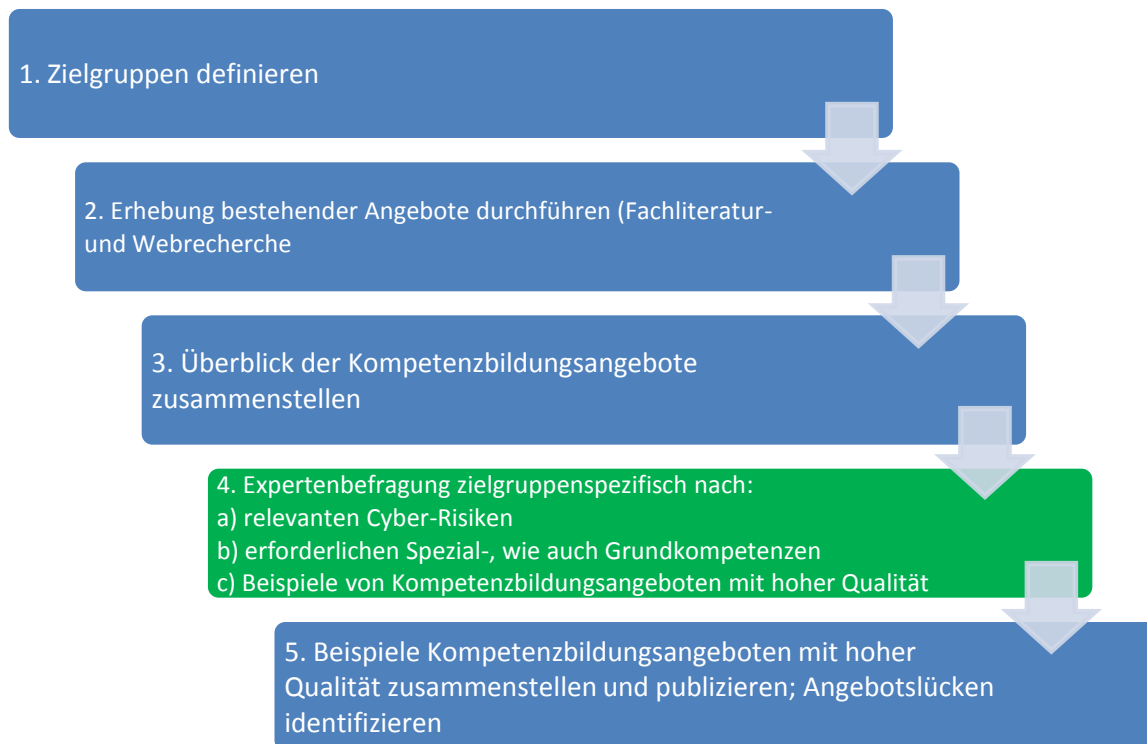 1. Zielgruppen definieren
2. Erhebung bestehender Angebote durchführen (Fachliteratur-
und Webrecherche
3. Überblick der Kompetenzbildungsangebote
zusammenstellen
4. Expertenbefragung zielgruppenspezifisch nach:
a) relevanten Cyber-Risiken
b) erforderlichen Spezial-, wie auch Grundkompetenzen
c) Beispiele von Kompetenzbildungsangeboten mit hoher Qualität
5. Beispiele Kompetenzbildungsangeboten mit hoher
Qualität zusammenstellen und publizieren; Angebotslücken
identifizieren